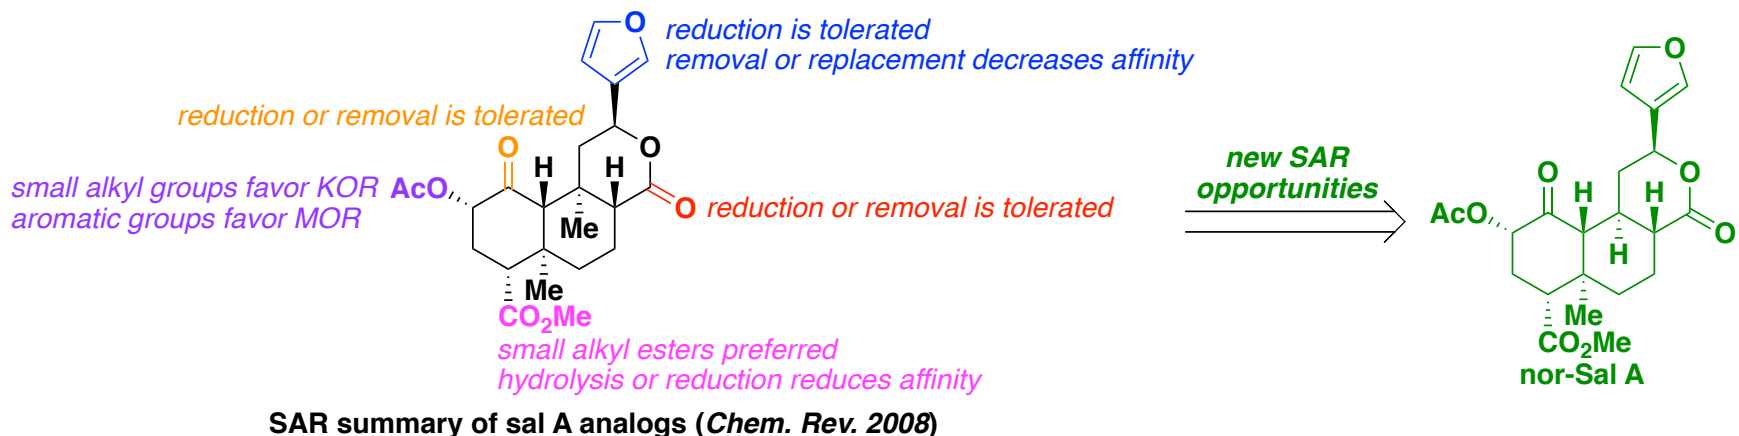 reduction is tolerated
removal or replacement decreases affinity
reduction or removal is tolerated
small alkyl groups favor KOR
aromatic groups favor MOR
O
O
O
H
H
AcO
O
reduction or removal is tolerated
Me
Me
CO2Me
small alkyl esters preferred
hydrolysis or reduction reduces affinity
SAR summary of sal A analogs (Chem. Rev. 2008)
new SAR
opportunities
O
O
O
H
H
AcO
O
H
Me
CO2Me
nor-Sal A